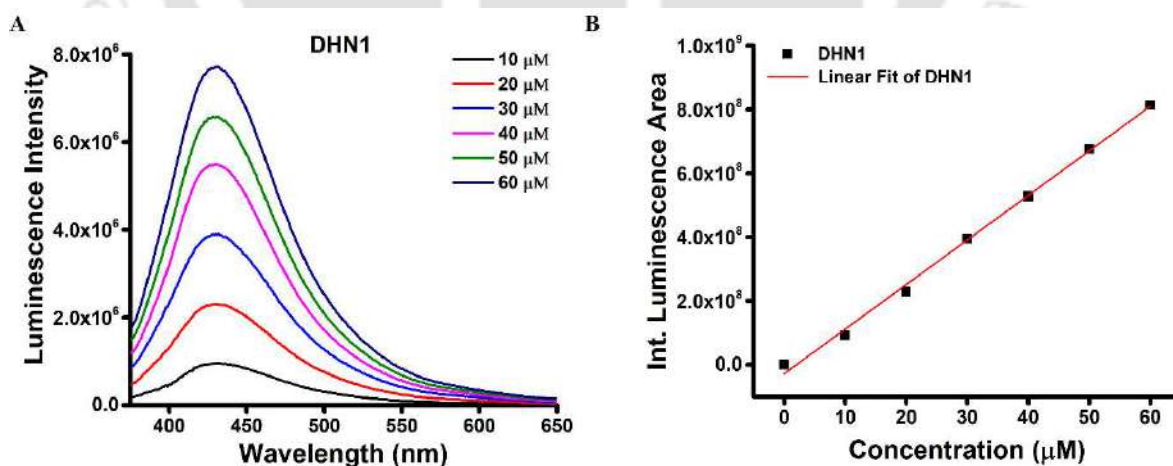 A
DHN1
8.0x10⁶
6.0x10⁶
4.0x10⁶
2.0x10⁶
0.0
10 μM
20 μM
30 μM
40 μM
50 μM
60 μM
400 450 500 550 600 650
Wavelength (nm)
Luminescence Intensity
B
DHN1
Linear Fit of DHN1
1.0x10⁹
8.0x10⁸
6.0x10⁸
4.0x10⁸
2.0x10⁸
0.0
0 10 20 30 40 50 60
Concentration (μM)
Int. Luminescence Area